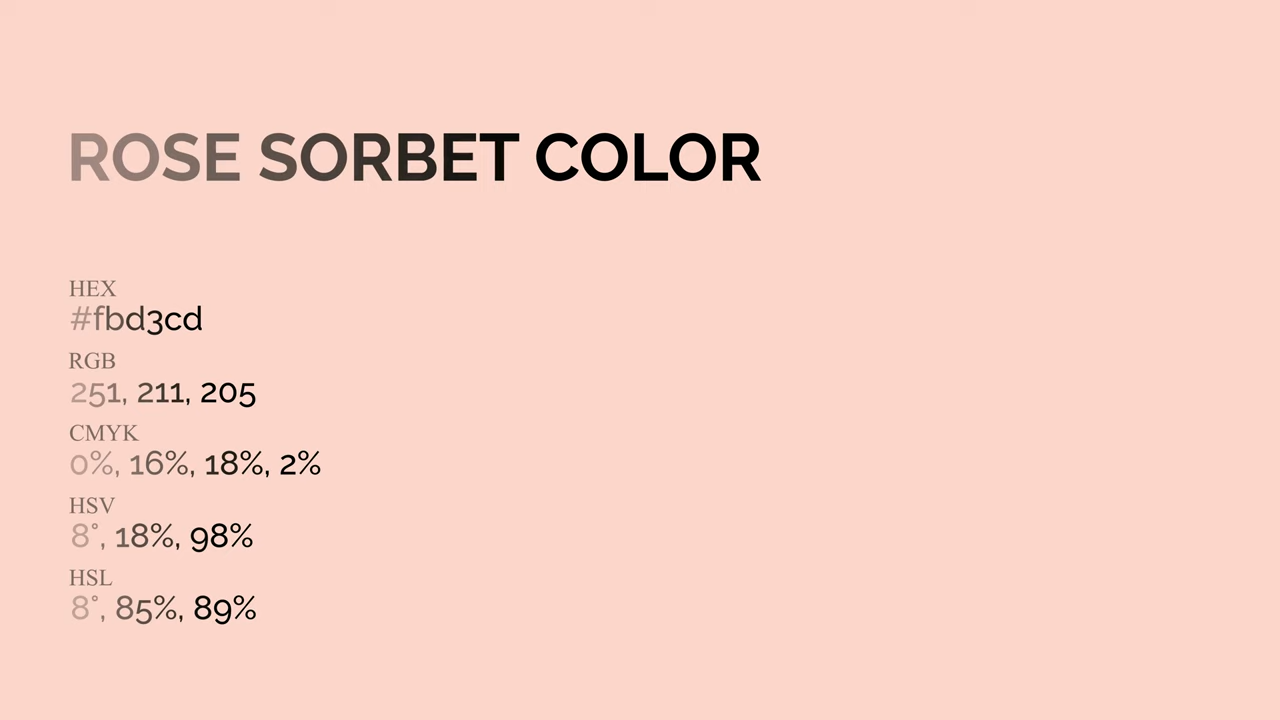 ROSE SORBET COLOR
HEX
#fbd3cd
RGB
251, 211, 205
CMYK
0%, 16%, 18%, 2%
HSV
8°, 18%, 98%
HSL
8°, 85%, 89%